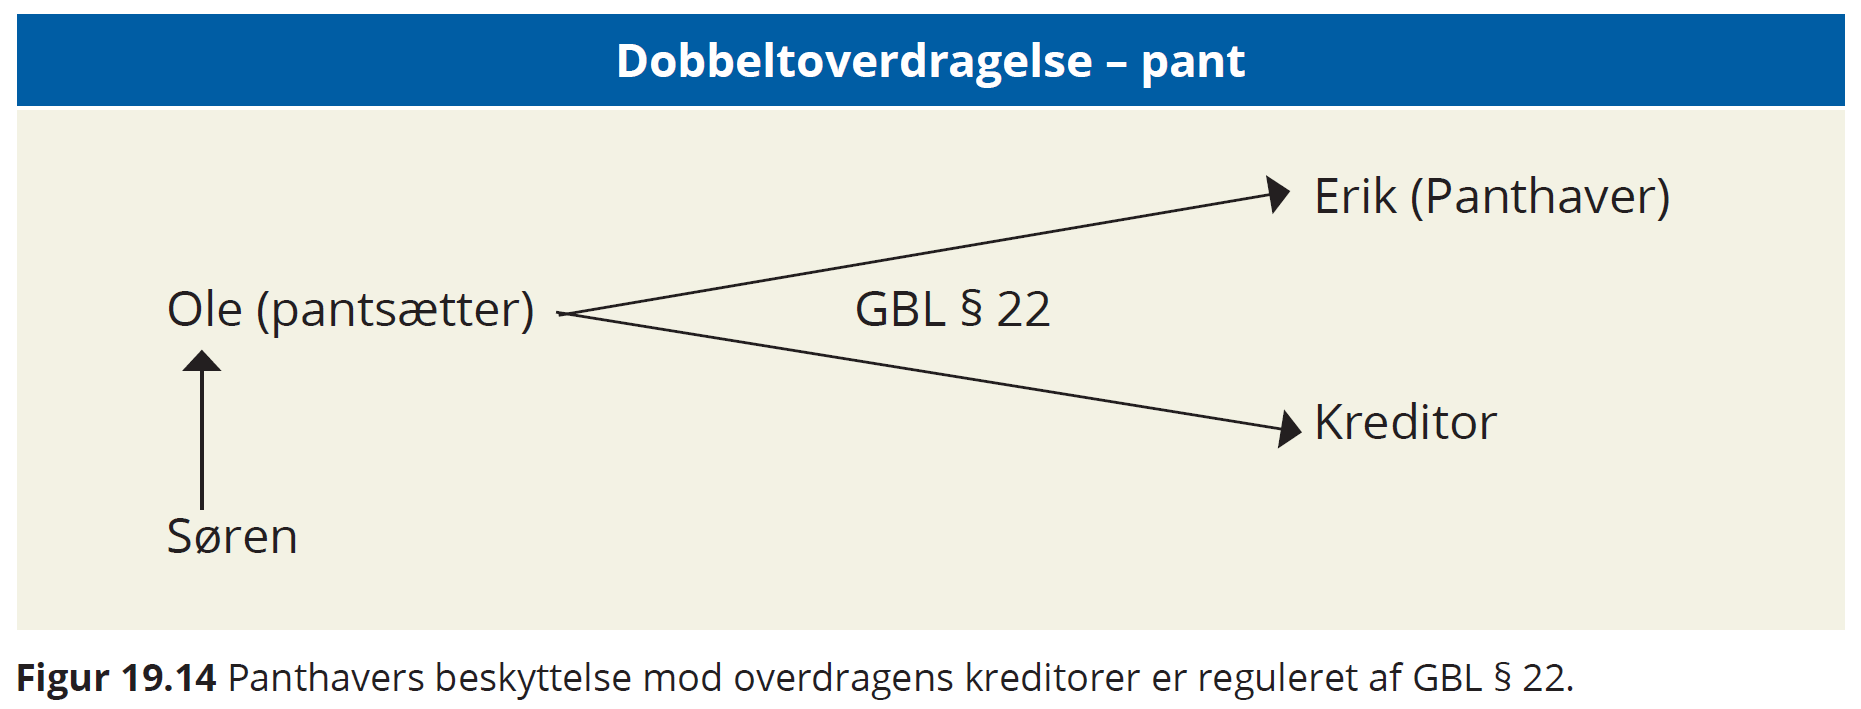 Dobbeltoverdragelse – pant
Erik (Panthaver)
Ole (pantsætter)
GBL § 22
Kreditor
Søren
Figur 19.14 Panthavers beskyttelse mod overdragens kreditorer er reguleret af GBL § 22.